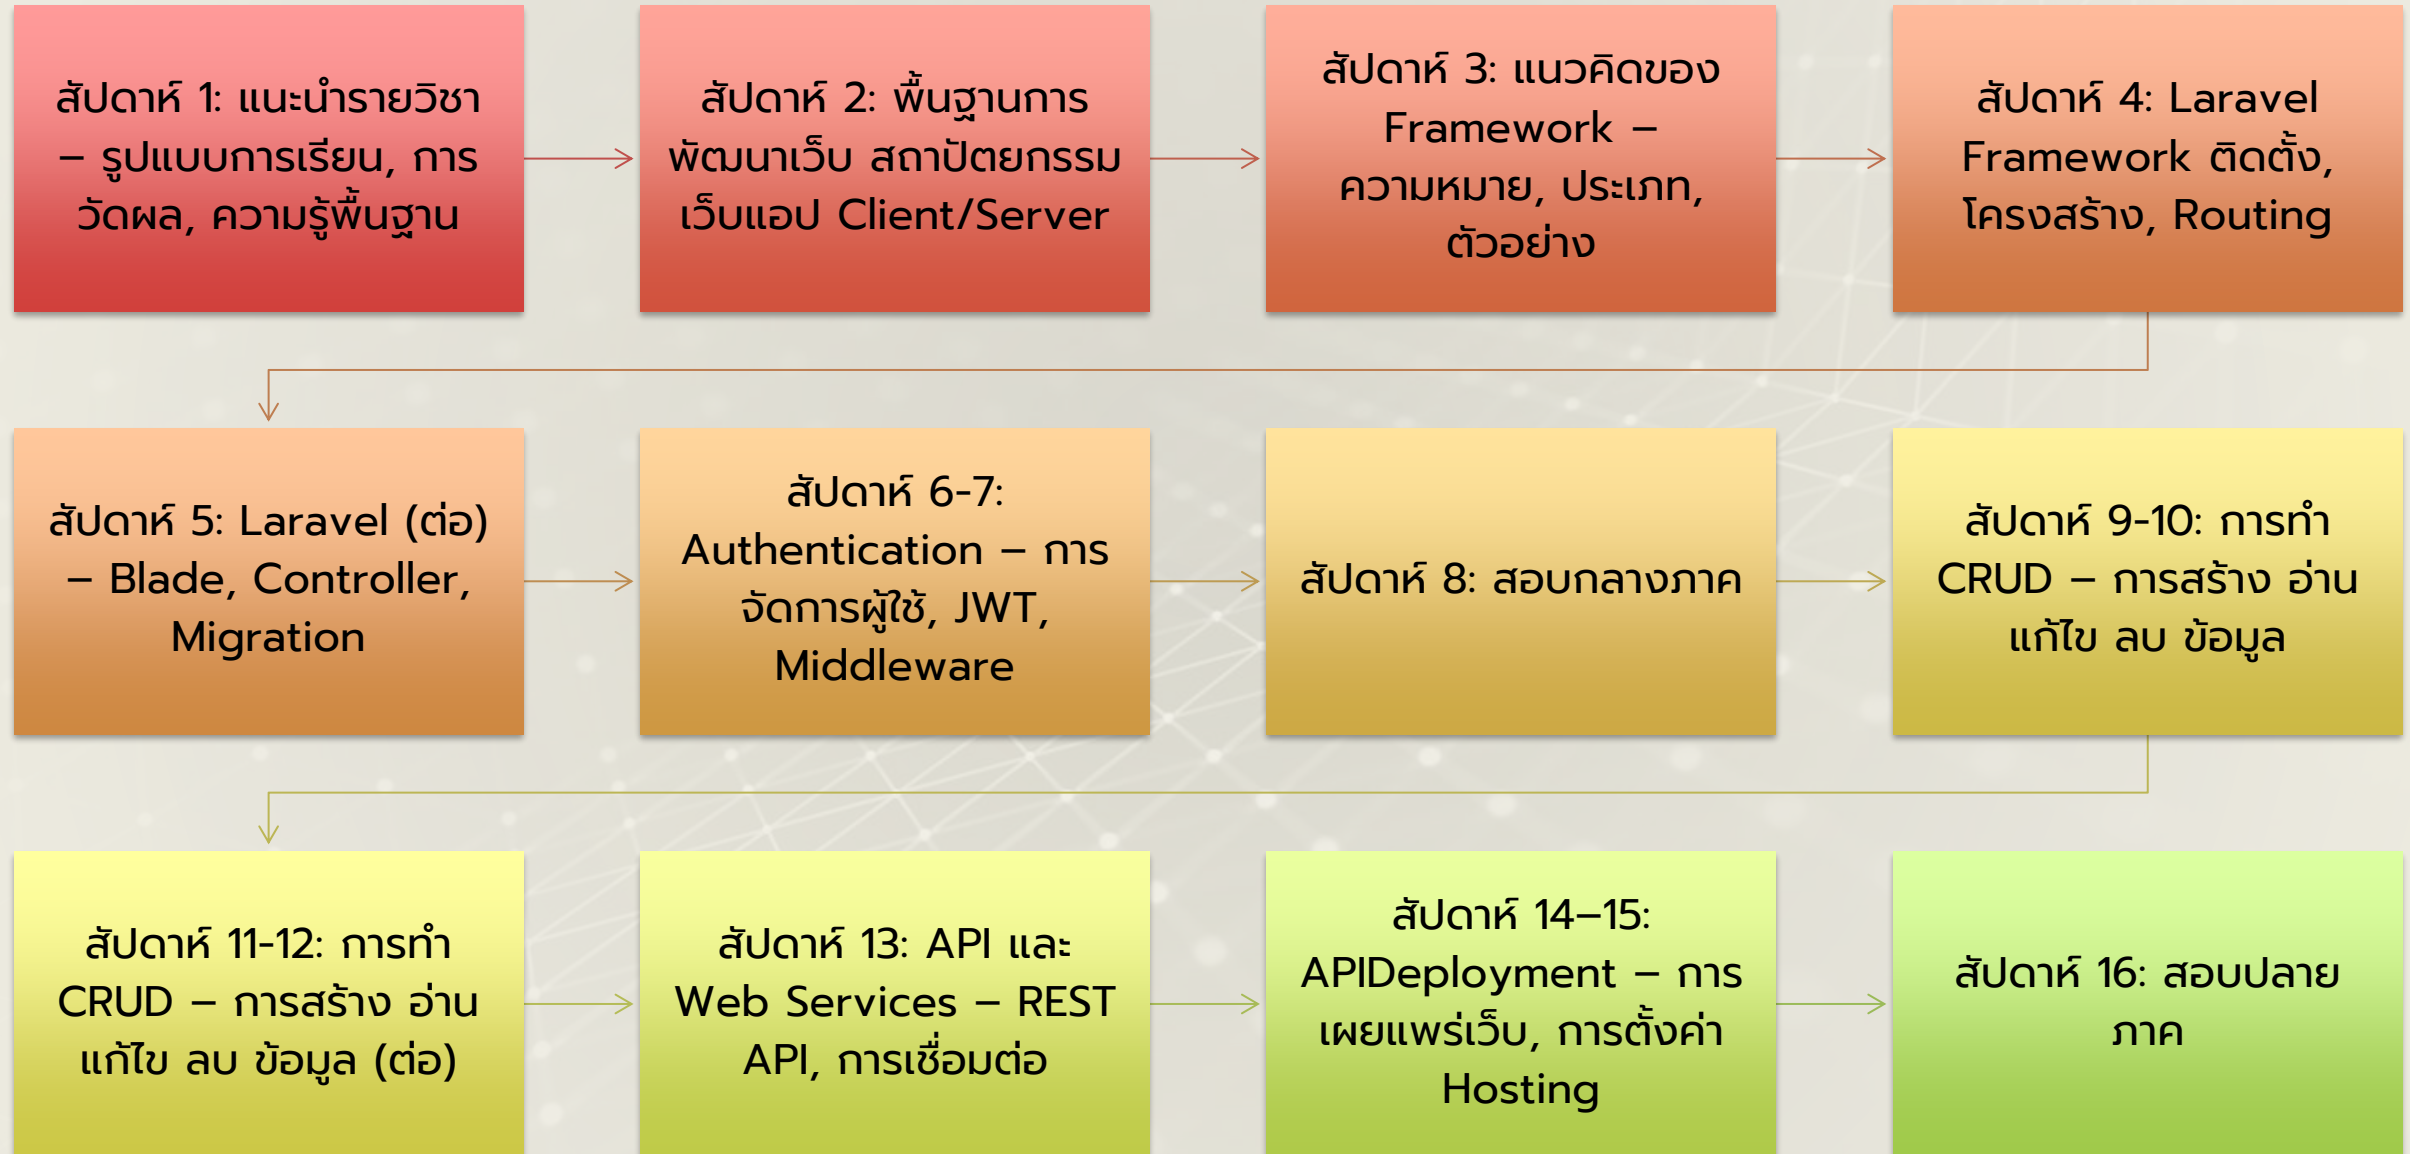 สัปดาห์ 1: แนะนำรายวิชา
– รูปแบบการเรียน, การ
วัดผล, ความรู้พื้นฐาน
สัปดาห์ 2: พื้นฐานการ
พัฒนาเว็บ สถาปัตยกรรม
เว็บแอป Client/Server
สัปดาห์ 3: แนวคิดของ
Framework –
ความหมาย, ประเภท,
ตัวอย่าง
สัปดาห์ 4: Laravel
Framework ติดตั้ง,
โครงสร้าง, Routing
สัปดาห์ 5: Laravel (ต่อ)
– Blade, Controller,
Migration
สัปดาห์ 6-7:
Authentication – การ
จัดการผู้ใช้, JWT,
Middleware
สัปดาห์ 8: สอบกลางภาค
สัปดาห์ 9-10: การทำ
CRUD – การสร้าง อ่าน
แก้ไข ลบ ข้อมูล
สัปดาห์ 11-12: การทำ
CRUD – การสร้าง อ่าน
แก้ไข ลบ ข้อมูล (ต่อ)
สัปดาห์ 13: API และ
Web Services – REST
API, การเชื่อมต่อ
สัปดาห์ 14–15:
APIDeployment – การ
เผยแพร่เว็บ, การตั้งค่า
Hosting
สัปดาห์ 16: สอบปลาย
ภาค